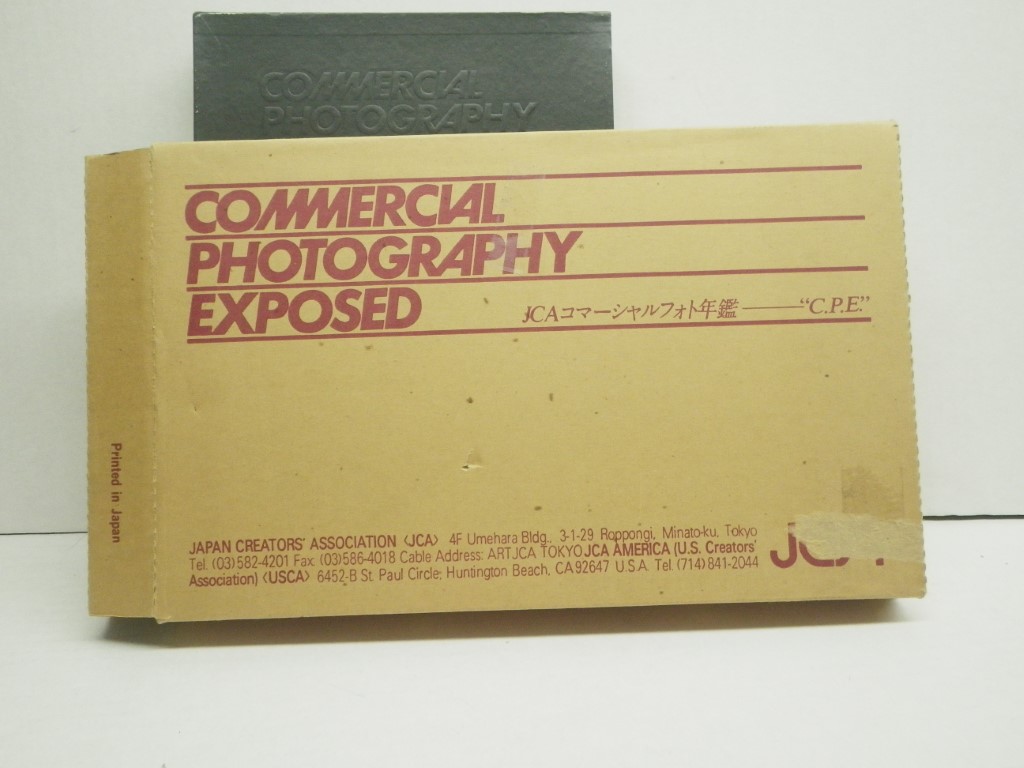 COMMERCIAL
PHOTOGRAPHY
COMMERCIAL
PHOTOGRAPHY
EXPOSED
JCAコマーシャルフォト年鑑——“C.P.E.”
Printed in Japan
JAPAN CREATORS' ASSOCIATION〈JCA〉 4F Umehara Bldg., 3-1-29 Roppongi, Minato-ku, Tokyo
Tel. (03)582-4201 Fax. (03)586-4018 Cable Address: ARTJCA TOKYO JCA AMERICA (U.S. Creators'
Association)〈USCA〉 6452-B St. Paul Circle, Huntington Beach, CA 92647 U.S.A. Tel. (714)841-2044
JCA